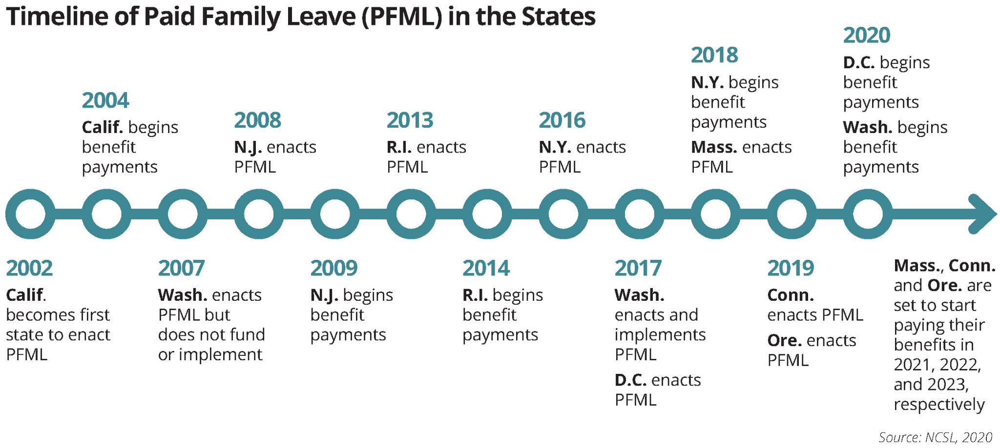 Timeline of Paid Family Leave (PFML) in the States
2002
Calif.
becomes first
state to enact
PFML
2004
Calif. begins
benefit
payments
2007
Wash. enacts
PFML but
does not fund
or implement
2008
N.J. enacts
PFML
2009
N.J. begins
benefit
payments
2013
R.I. enacts
PFML
2014
R.I. begins
benefit
payments
2016
N.Y. enacts
PFML
2017
Wash.
enacts and
implements
PFML
D.C. enacts
PFML
2018
N.Y. begins
benefit
payments
Mass. enacts
PFML
2019
Conn.
enacts PFML
Ore. enacts
PFML
2020
D.C. begins
benefit
payments
Wash. begins
benefit
payments
Mass., Conn.
and Ore. are
set to start
paying their
benefits in
2021, 2022,
and 2023,
respectively
Source: NCSL, 2020